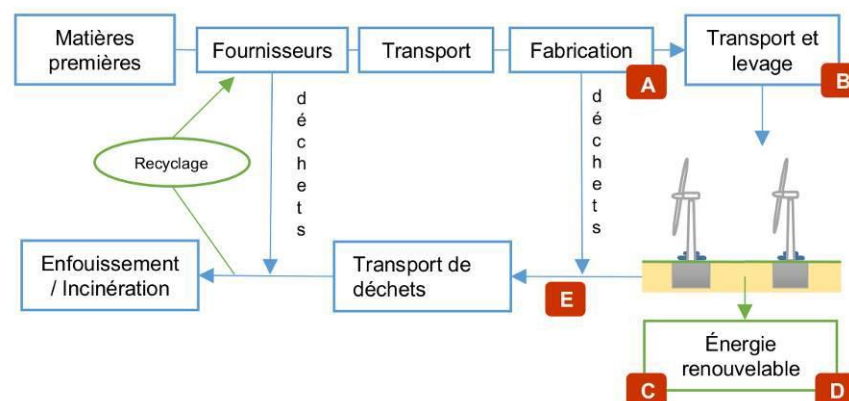 Matières
premières
Fournisseurs
Transport
Fabrication
A
Transport et
levage
B
déchets
déchets
Recyclage
Enfouissement
/ Incinération
Transport de
déchets
E
Énergie
renouvelable
C
D